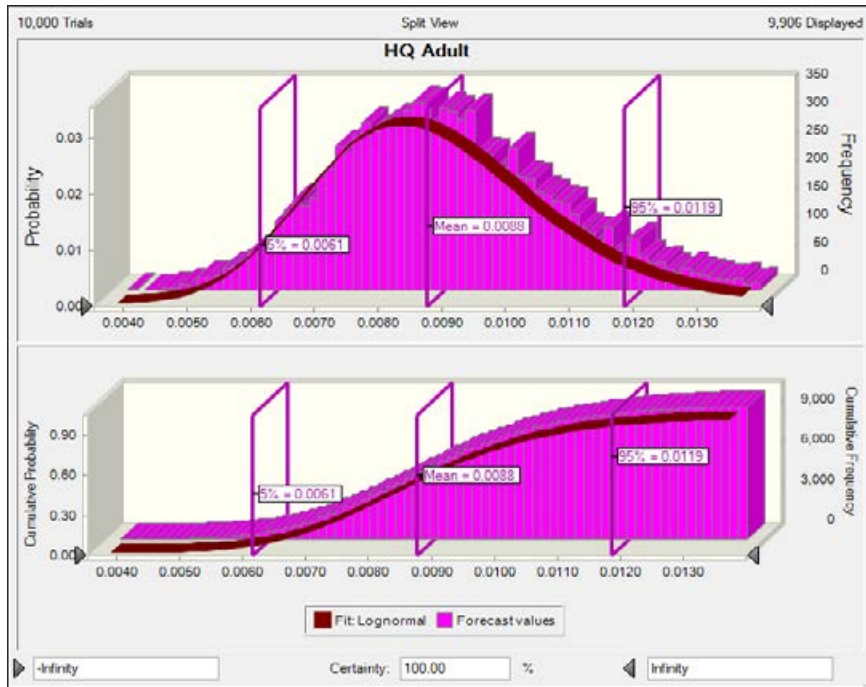 10,000 Trials Split View 9,906 Displayed
HQ Adult
Probability
0.03
0.02
0.01
0.00
350
300
250
200
150
100
50
0
Frequency
5% = 0.0061
Mean = 0.0088
95% = 0.0119
0.0040 0.0050 0.0060 0.0070 0.0080 0.0090 0.0100 0.0110 0.0120 0.0130
Cumulative Probability
0.90
0.60
0.30
0.00
9,000
6,000
3,000
0
Cumulative Frequency
5% = 0.0061
Mean = 0.0088
95% = 0.0119
0.0040 0.0050 0.0060 0.0070 0.0080 0.0090 0.0100 0.0110 0.0120 0.0130
Fit: Lognormal Forecast values
-Infinity Certainty: 100.00 % Infinity